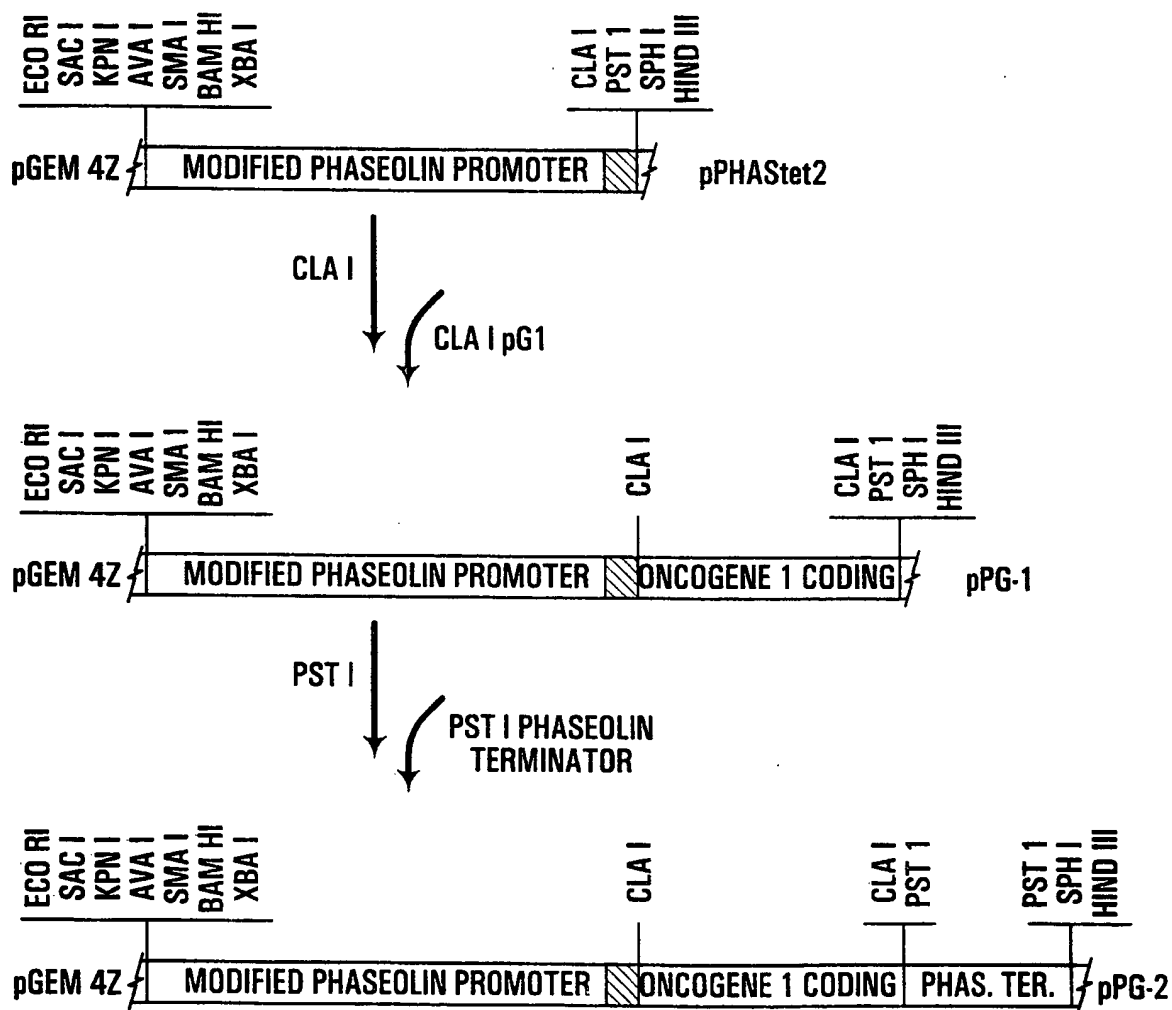 ECO RI
SAC I
KPN I
AVA I
SMA I
BAM HI
XBA I
CLA I
PST 1
SPH I
HIND III
pGEM 4Z
MODIFIED PHASEOLIN PROMOTER
pPHAStet2
CLA I
CLA I pG1
ECO RI
SAC I
KPN I
AVA I
SMA I
BAM HI
XBA I
CLA I
CLA I
PST 1
SPH I
HIND III
pGEM 4Z
MODIFIED PHASEOLIN PROMOTER
ONCOGENE 1 CODING
pPG-1
PST I
PST I PHASEOLIN
TERMINATOR
ECO RI
SAC I
KPN I
AVA I
SMA I
BAM HI
XBA I
CLA I
CLA I
PST 1
PST 1
SPH I
HIND III
pGEM 4Z
MODIFIED PHASEOLIN PROMOTER
ONCOGENE 1 CODING
PHAS. TER.
pPG-2